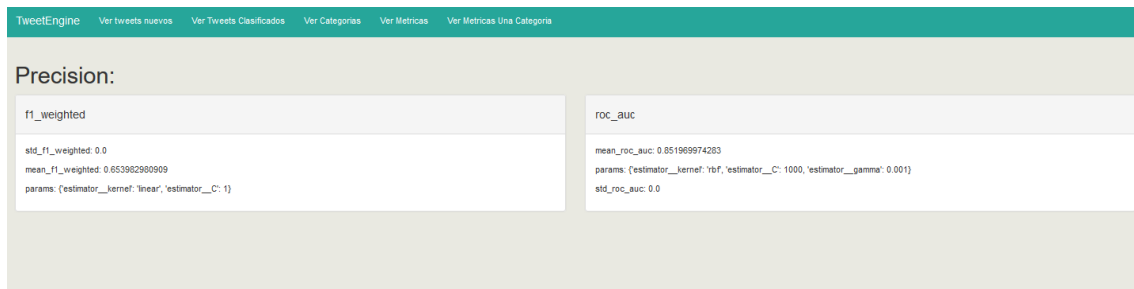 TweetEngine Ver tweets nuevos Ver Tweets Clasificados Ver Categorias Ver Metricas Ver Metricas Una Categoria
Precision:
f1_weighted
std_f1_weighted: 0.0
mean_f1_weighted: 0.653982980909
params: {'estimator__kernel': 'linear', 'estimator__C': 1}
roc_auc
mean_roc_auc: 0.851969974283
params: {'estimator__kernel': 'rbf', 'estimator__C': 1000, 'estimator__gamma': 0.001}
std_roc_auc: 0.0